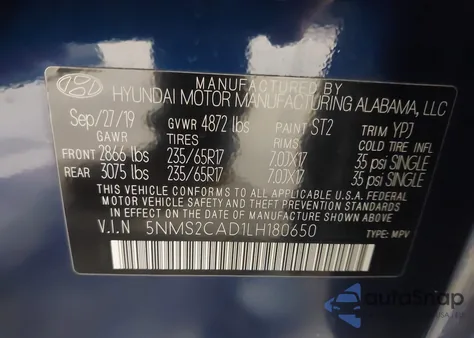 MANUFACTURED BY
HYUNDAI MOTOR MANUFACTURING ALABAMA, LLC
Sep/27/19 GVWR 4872 lbs PAINT ST2 TRIM YPJ
GAWR TIRES RIMS COLD TIRE INFL
FRONT 2866 lbs 235/65R17 7.0JX17 35 psi SINGLE
REAR 3075 lbs 235/65R17 7.0JX17 35 psi SINGLE
THIS VEHICLE CONFORMS TO ALL APPLICABLE U.S.A FEDERAL
MOTOR VEHICLE SAFETY AND THEFT PREVENTION STANDARDS
IN EFFECT ON THE DATE OF MANUFACTURE SHOWN ABOVE.
V.I.N 5NMS2CAD1LH180650 TYPE: MPV
autoSnap